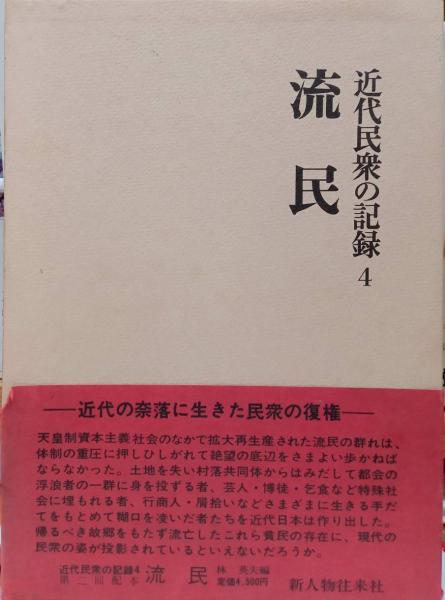 近代民衆の記録 4
流民
―近代の奈落に生きた民衆の復権―
天皇制資本主義社会のなかで拡大再生産された流民の群れは、
体制の重圧に押しひしがれて絶望の底辺をさまよい歩かねば
ならなかった。土地を失い村落共同体からはみだして都会の
浮浪者の一群に身を投ずる者、芸人・博徒・乞食など特殊社
会に埋もれる者、行商人・屑拾いなどさまざまに生きる手だ
てをもとめて糊口を凌いだ者たちを近代日本は作り出した。
帰るべき故郷をもたず流亡したこれら貧民の存在に、現代の
民衆の姿が投影されているといえないだろうか。
近代民衆の記録4
第二回配本
流民
林 英夫編
定価4,500円
新人物往来社